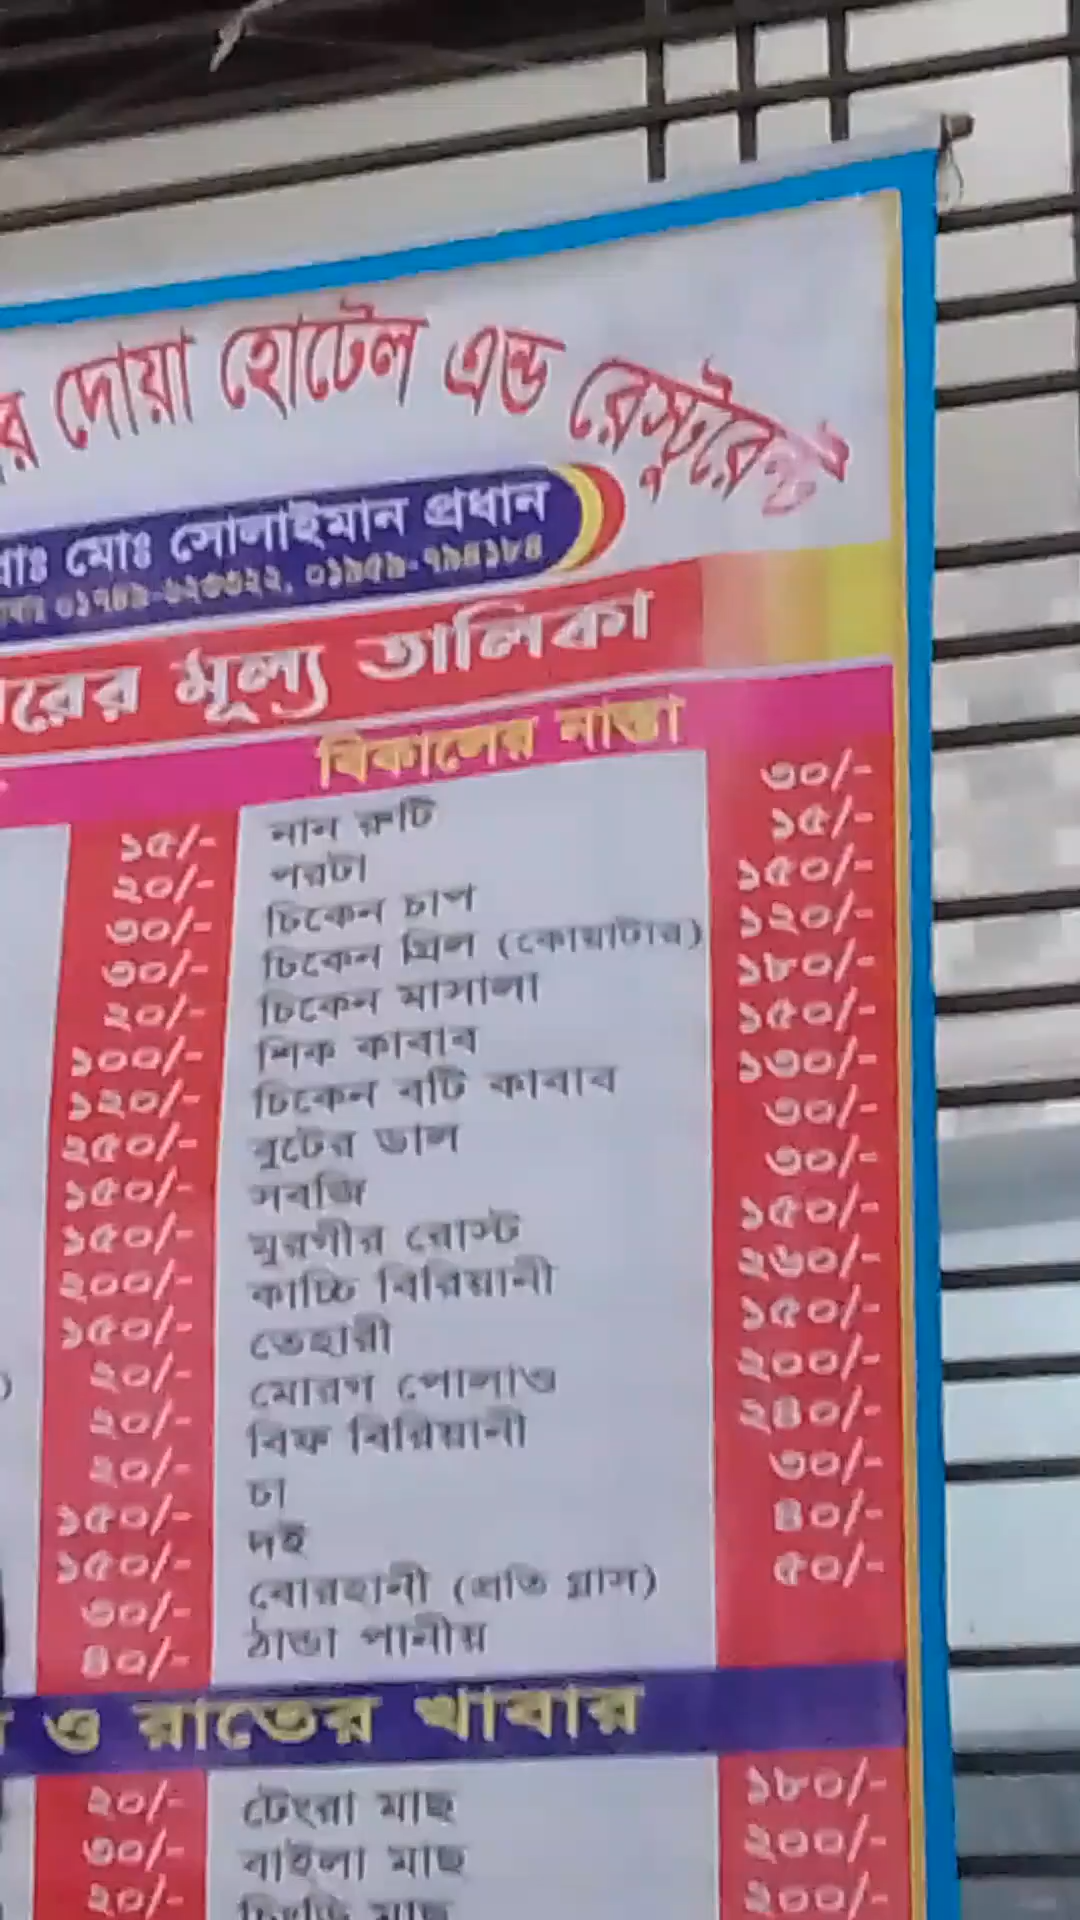 র দোয়া হোটেল এন্ড রেস্টুরেন্ট
মোঃ সোলাইমান প্রধান
০১৯৫৯-৭৯৪১৮৪
মূল্য তালিকা
বিকালের নাস্তা
১৫/-
২০/-
৩০/-
৩০/-
২০/-
১০০/-
১২০/-
২৫০/-
১৫০/-
১৫০/-
২০০/-
১৫০/-
২০/-
২০/-
২০/-
১৫০/-
১৫০/-
৩০/-
৪০/-
নান রুটি ৩০/-
পরটা ১৫/-
চিকেন চাপ ১৫০/-
চিকেন গ্রিল (কোয়াটার) ১২০/-
চিকেন মাসালা ১৮০/-
শিক কাবাব ১৫০/-
চিকেন বটি কাবাব ১৩০/-
বুটের ডাল ৩০/-
সবজি ৩০/-
মুরগীর রোস্ট ১৫০/-
কাচ্চি বিরিয়ানী ২৬০/-
তেহারী ১৫০/-
মোরগ পোলাও ২০০/-
বিফ বিরিয়ানী ২৪০/-
চা ৩০/-
দই ৪০/-
বোরহানী (প্রতি গ্লাস) ৫০/-
ঠান্ডা পানীয়
ও রাতের খাবার
২০/-
৩০/-
২০/-
টেংরা মাছ ১৮০/-
বাইলা মাছ ২০০/-
চিংড়ি মাছ ২০০/-